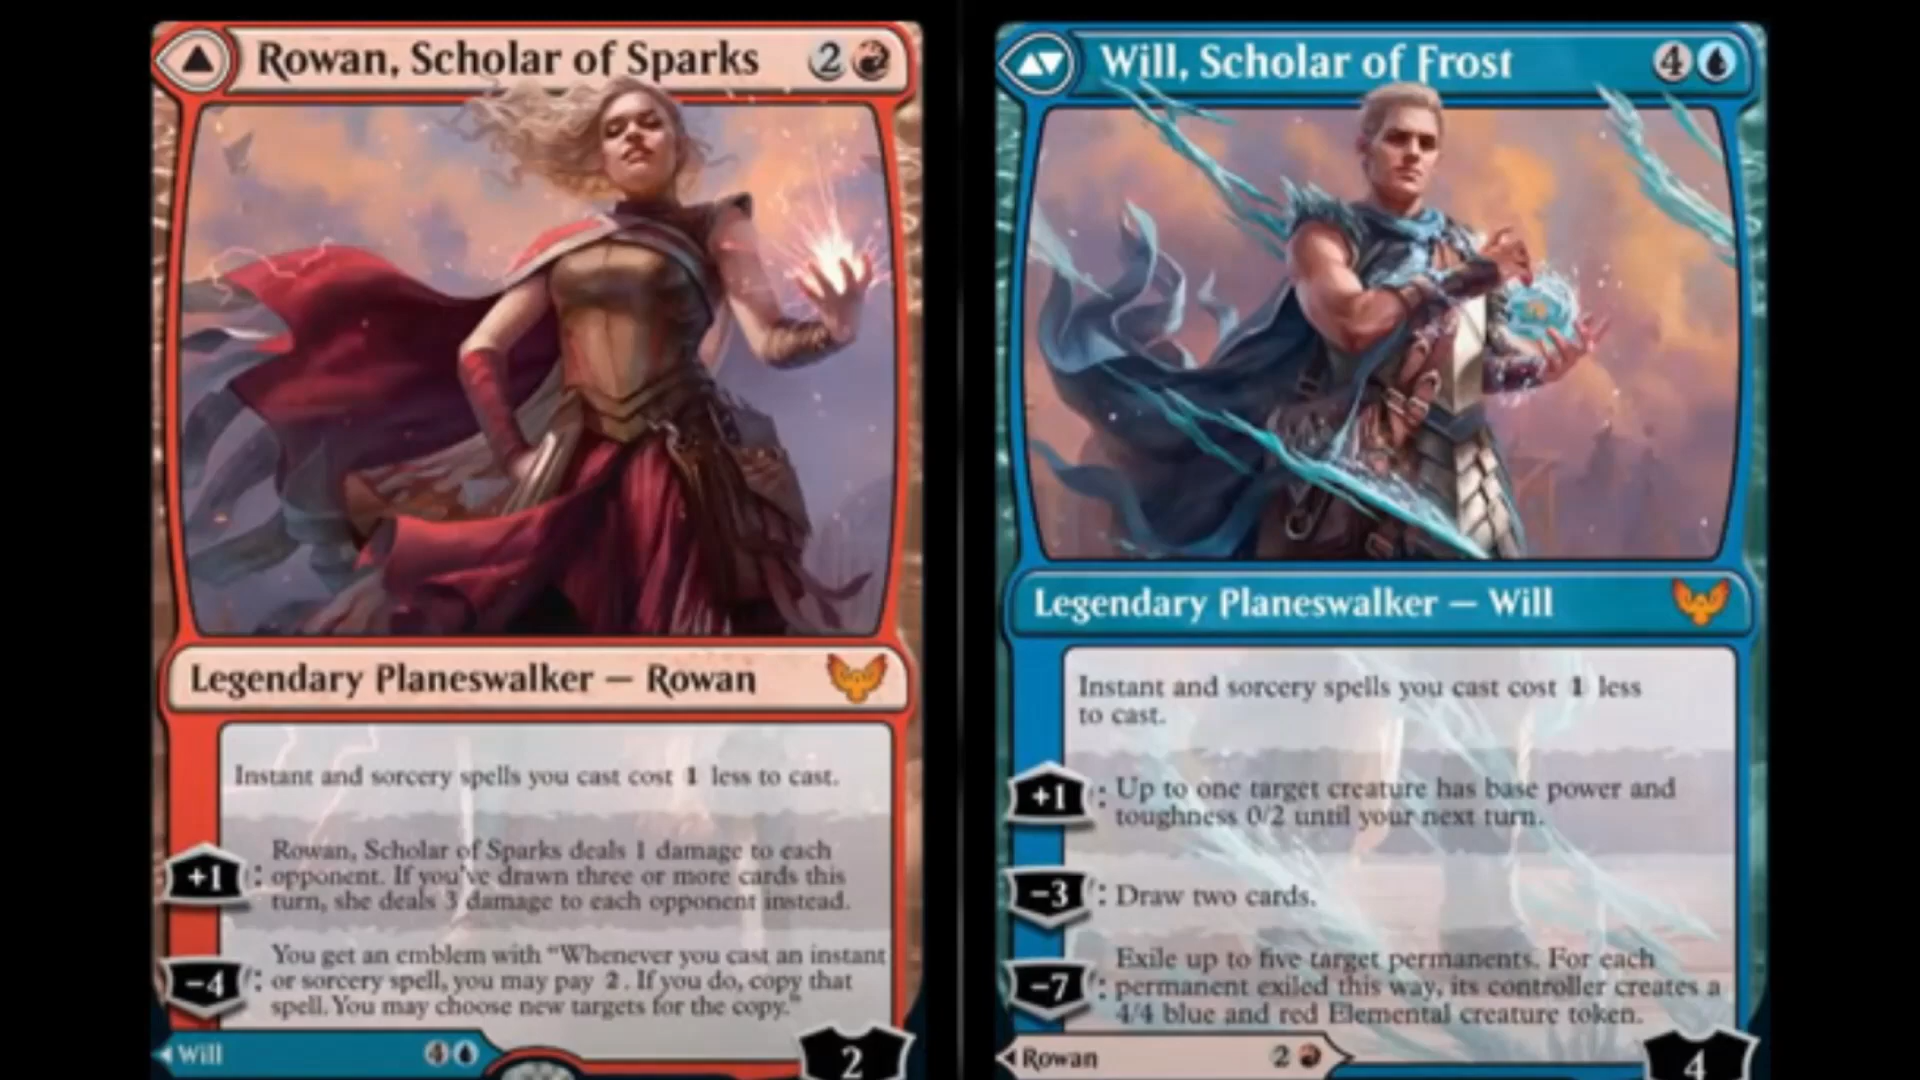 Rowan, Scholar of Sparks 2
Legendary Planeswalker — Rowan
Instant and sorcery spells you cast cost 1 less to cast.
+1: Rowan, Scholar of Sparks deals 1 damage to each
opponent. If you've drawn three or more cards this
turn, she deals 3 damage to each opponent instead.
-4: You get an emblem with "Whenever you cast an instant
or sorcery spell, you may pay 2. If you do, copy that
spell. You may choose new targets for the copy."
Will 4
2
Will, Scholar of Frost 4
Legendary Planeswalker — Will
Instant and sorcery spells you cast cost 1 less
to cast.
+1: Up to one target creature has base power and
toughness 0/2 until your next turn.
-3: Draw two cards.
-7: Exile up to five target permanents. For each
permanent exiled this way, its controller creates a
4/4 blue and red Elemental creature token.
Rowan 2
4